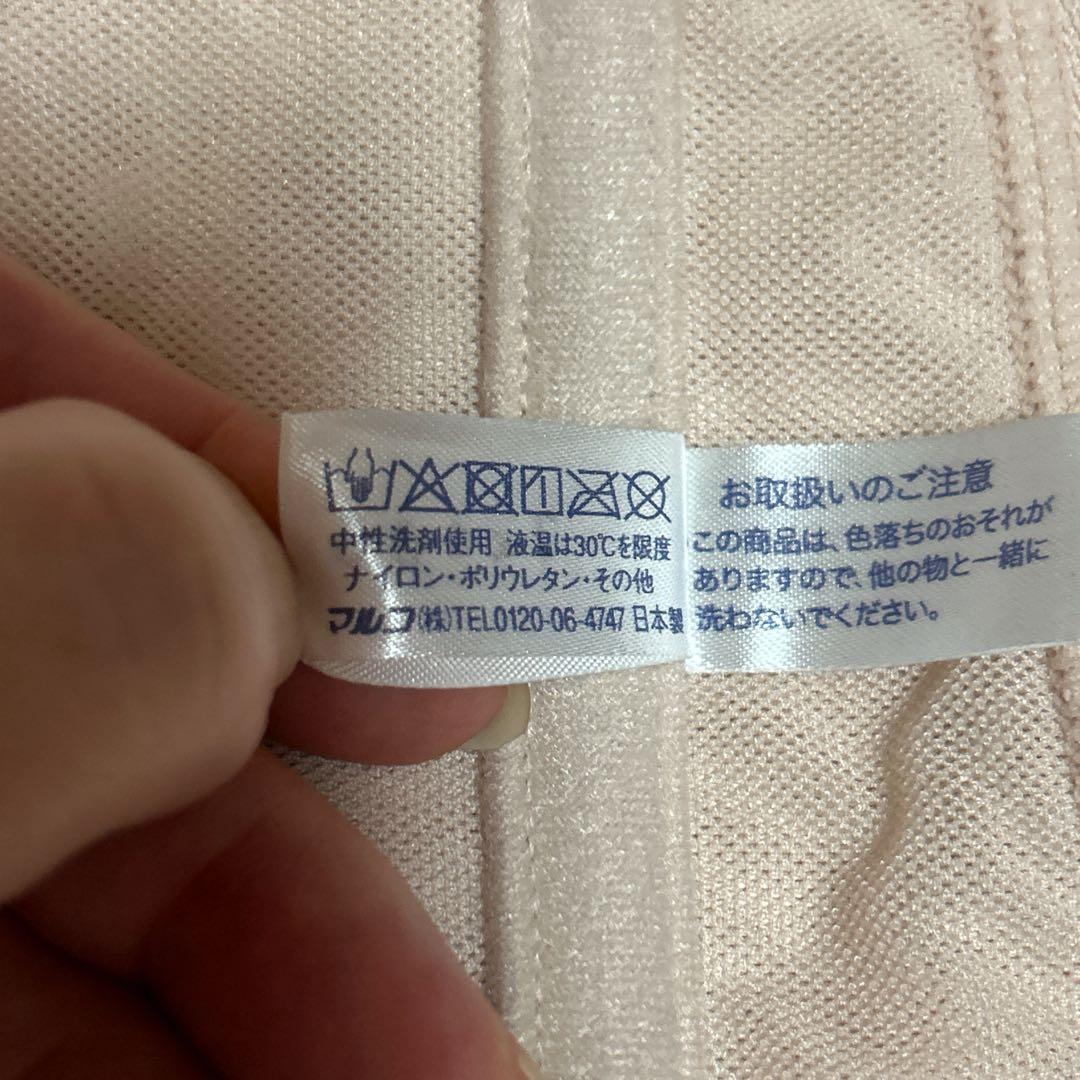 中性洗剤使用 液温は30℃を限度
ナイロン・ポリウレタン・その他
マルコ(株)TEL0120-06-4747 日本製
お取扱いのご注意
この商品は、色落ちのおそれが
ありますので、他の物と一緒に
洗わないでください。